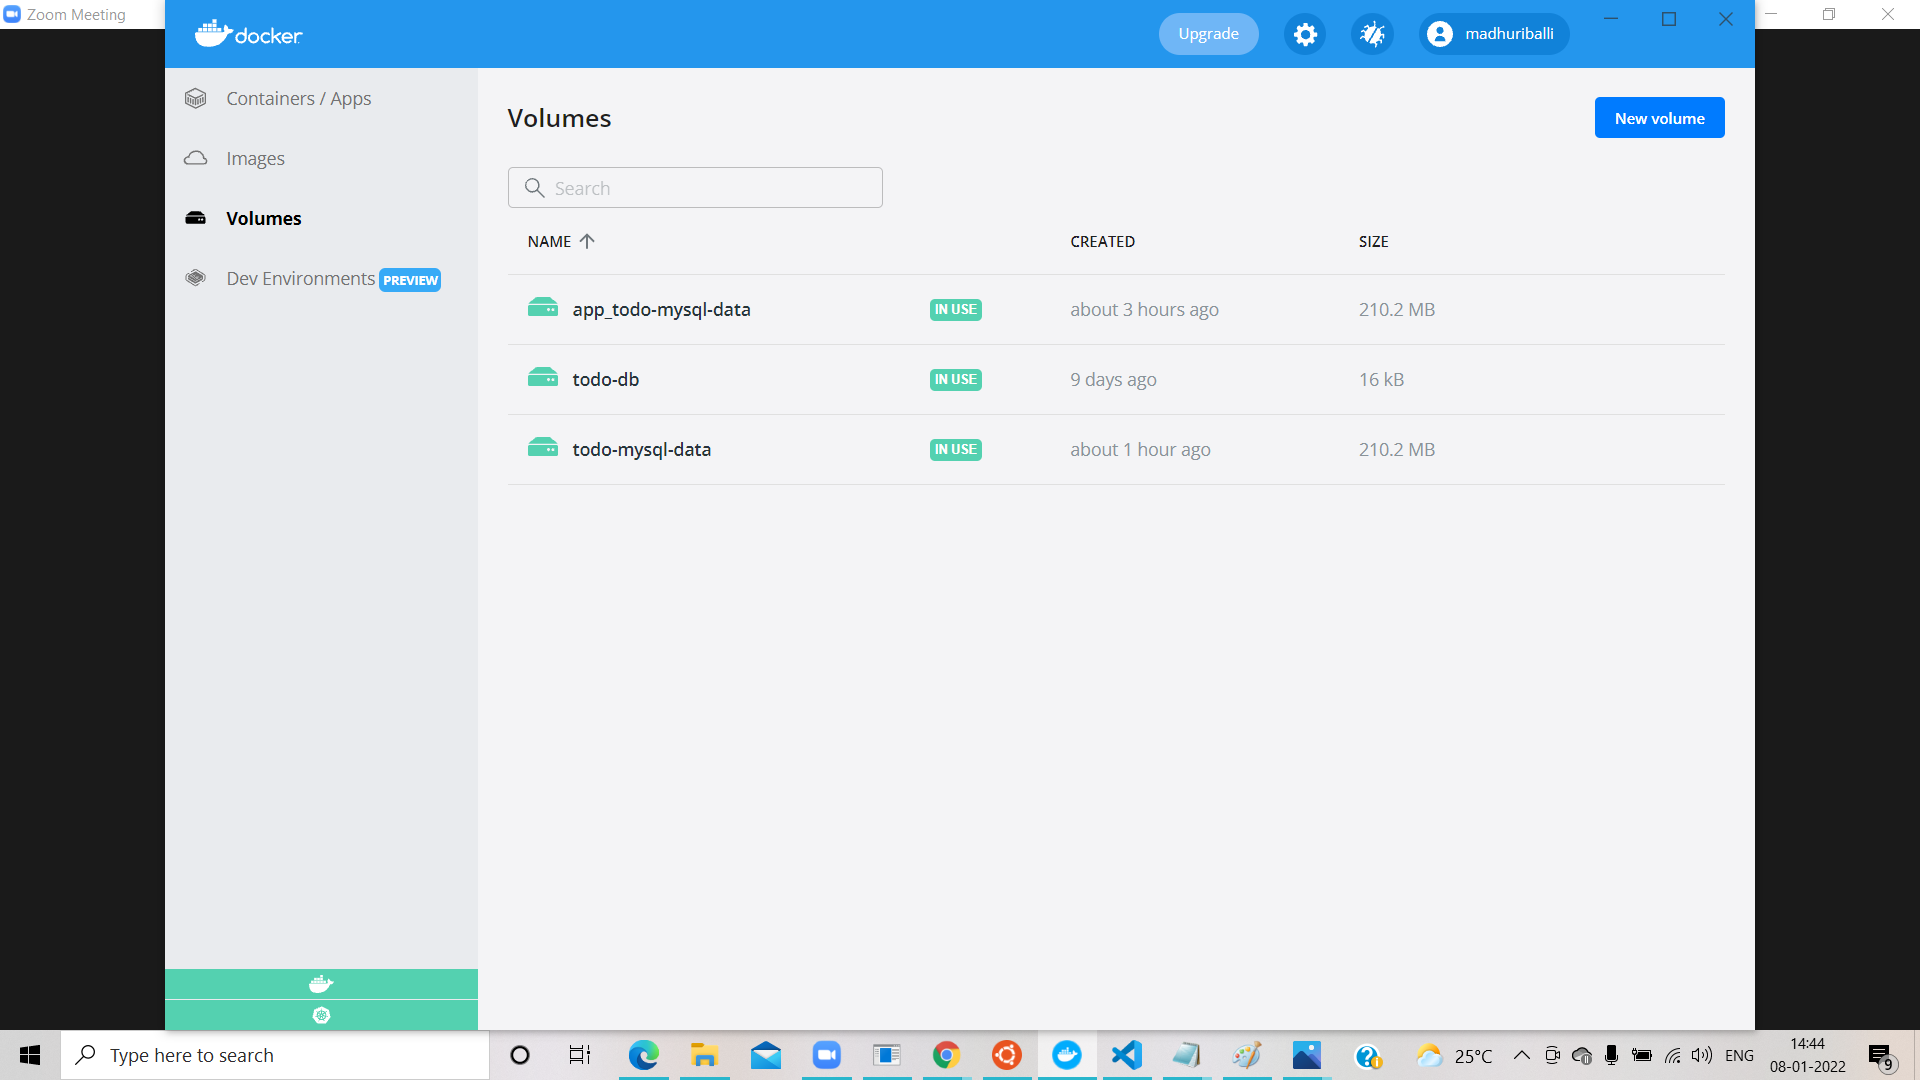 Zoom Meeting
docker
Upgrade
madhuriballi
Containers / Apps
Images
Volumes
Dev Environments PREVIEW
Volumes
New volume
Search
NAME CREATED SIZE
app_todo-mysql-data IN USE about 3 hours ago 210.2 MB
todo-db IN USE 9 days ago 16 kB
todo-mysql-data IN USE about 1 hour ago 210.2 MB
Type here to search
25°C
ENG
14:44
08-01-2022
9